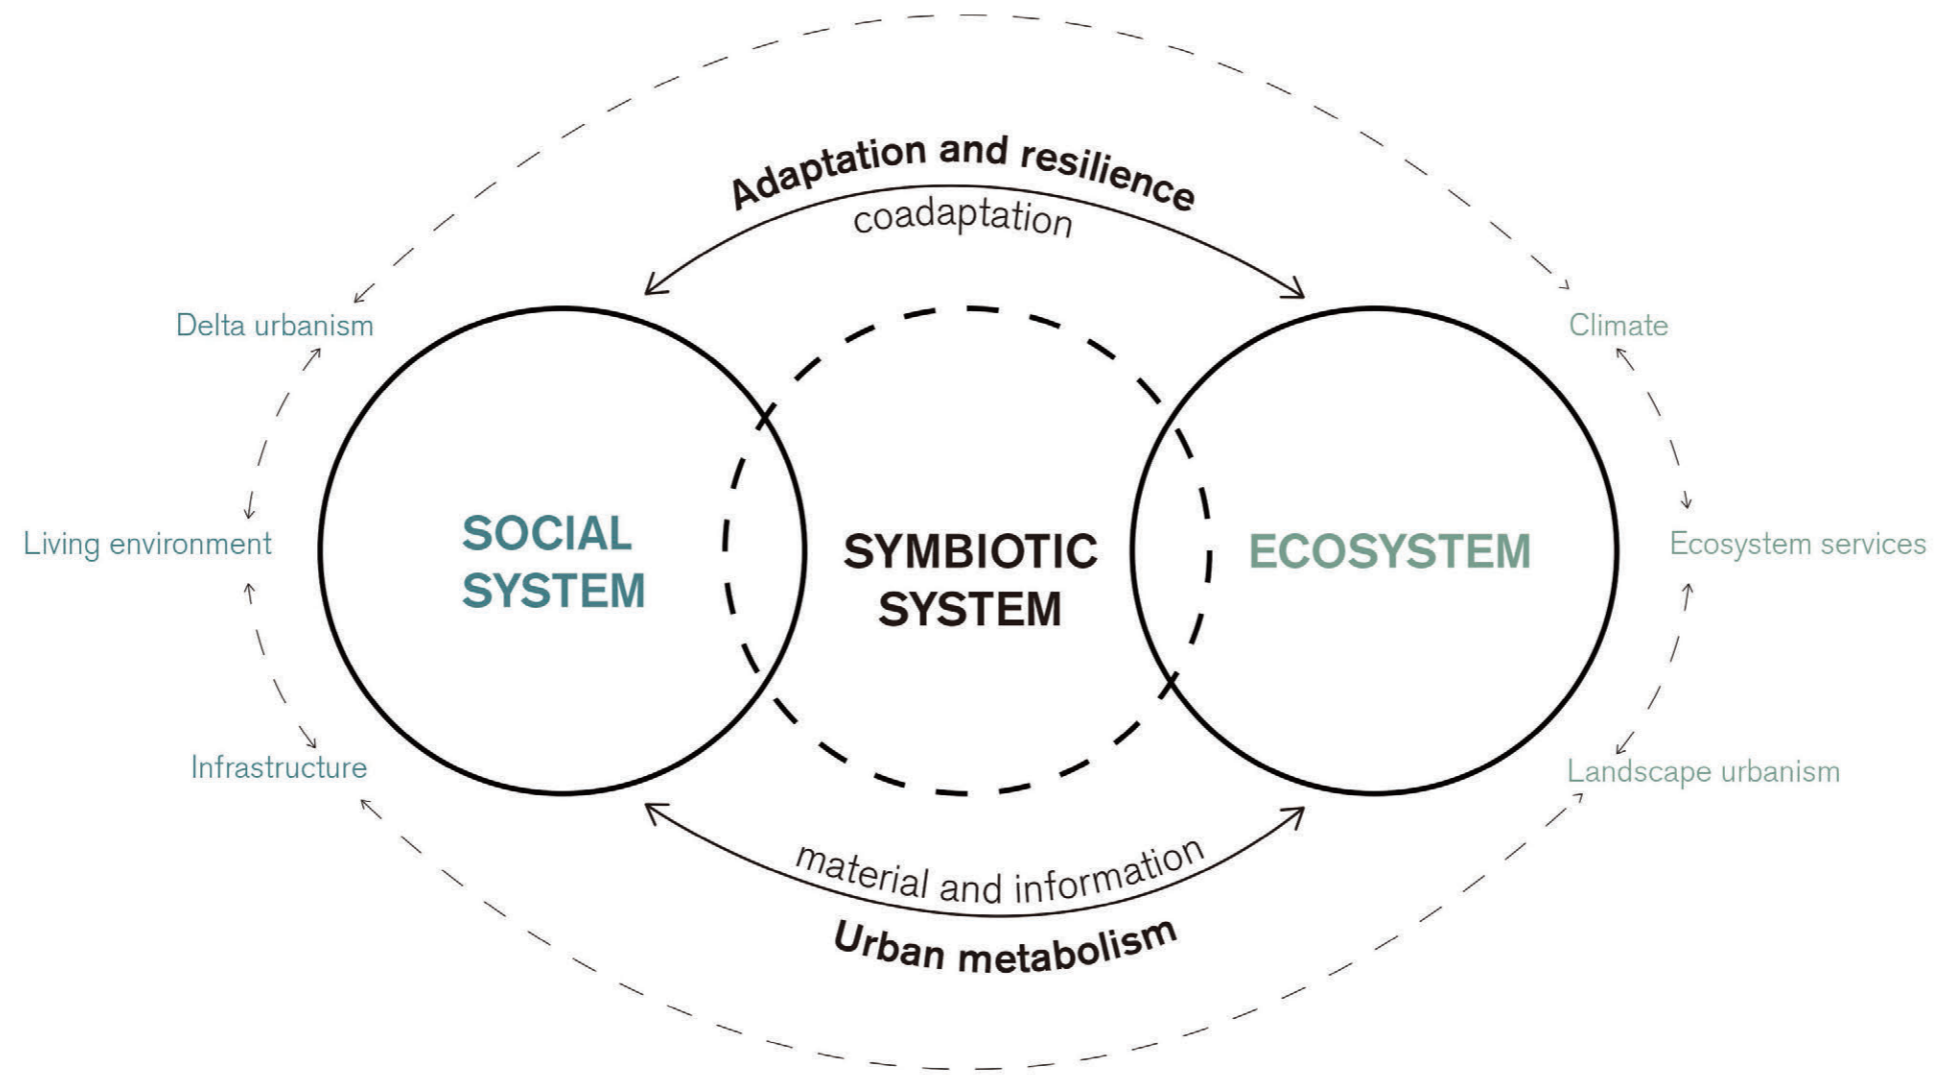 Adaptation and resilience
coadaptation
Delta urbanism
Climate
SOCIAL
SYSTEM
SYMBIOTIC
SYSTEM
ECOSYSTEM
Living environment
Ecosystem services
Infrastructure
Landscape urbanism
material and information
Urban metabolism